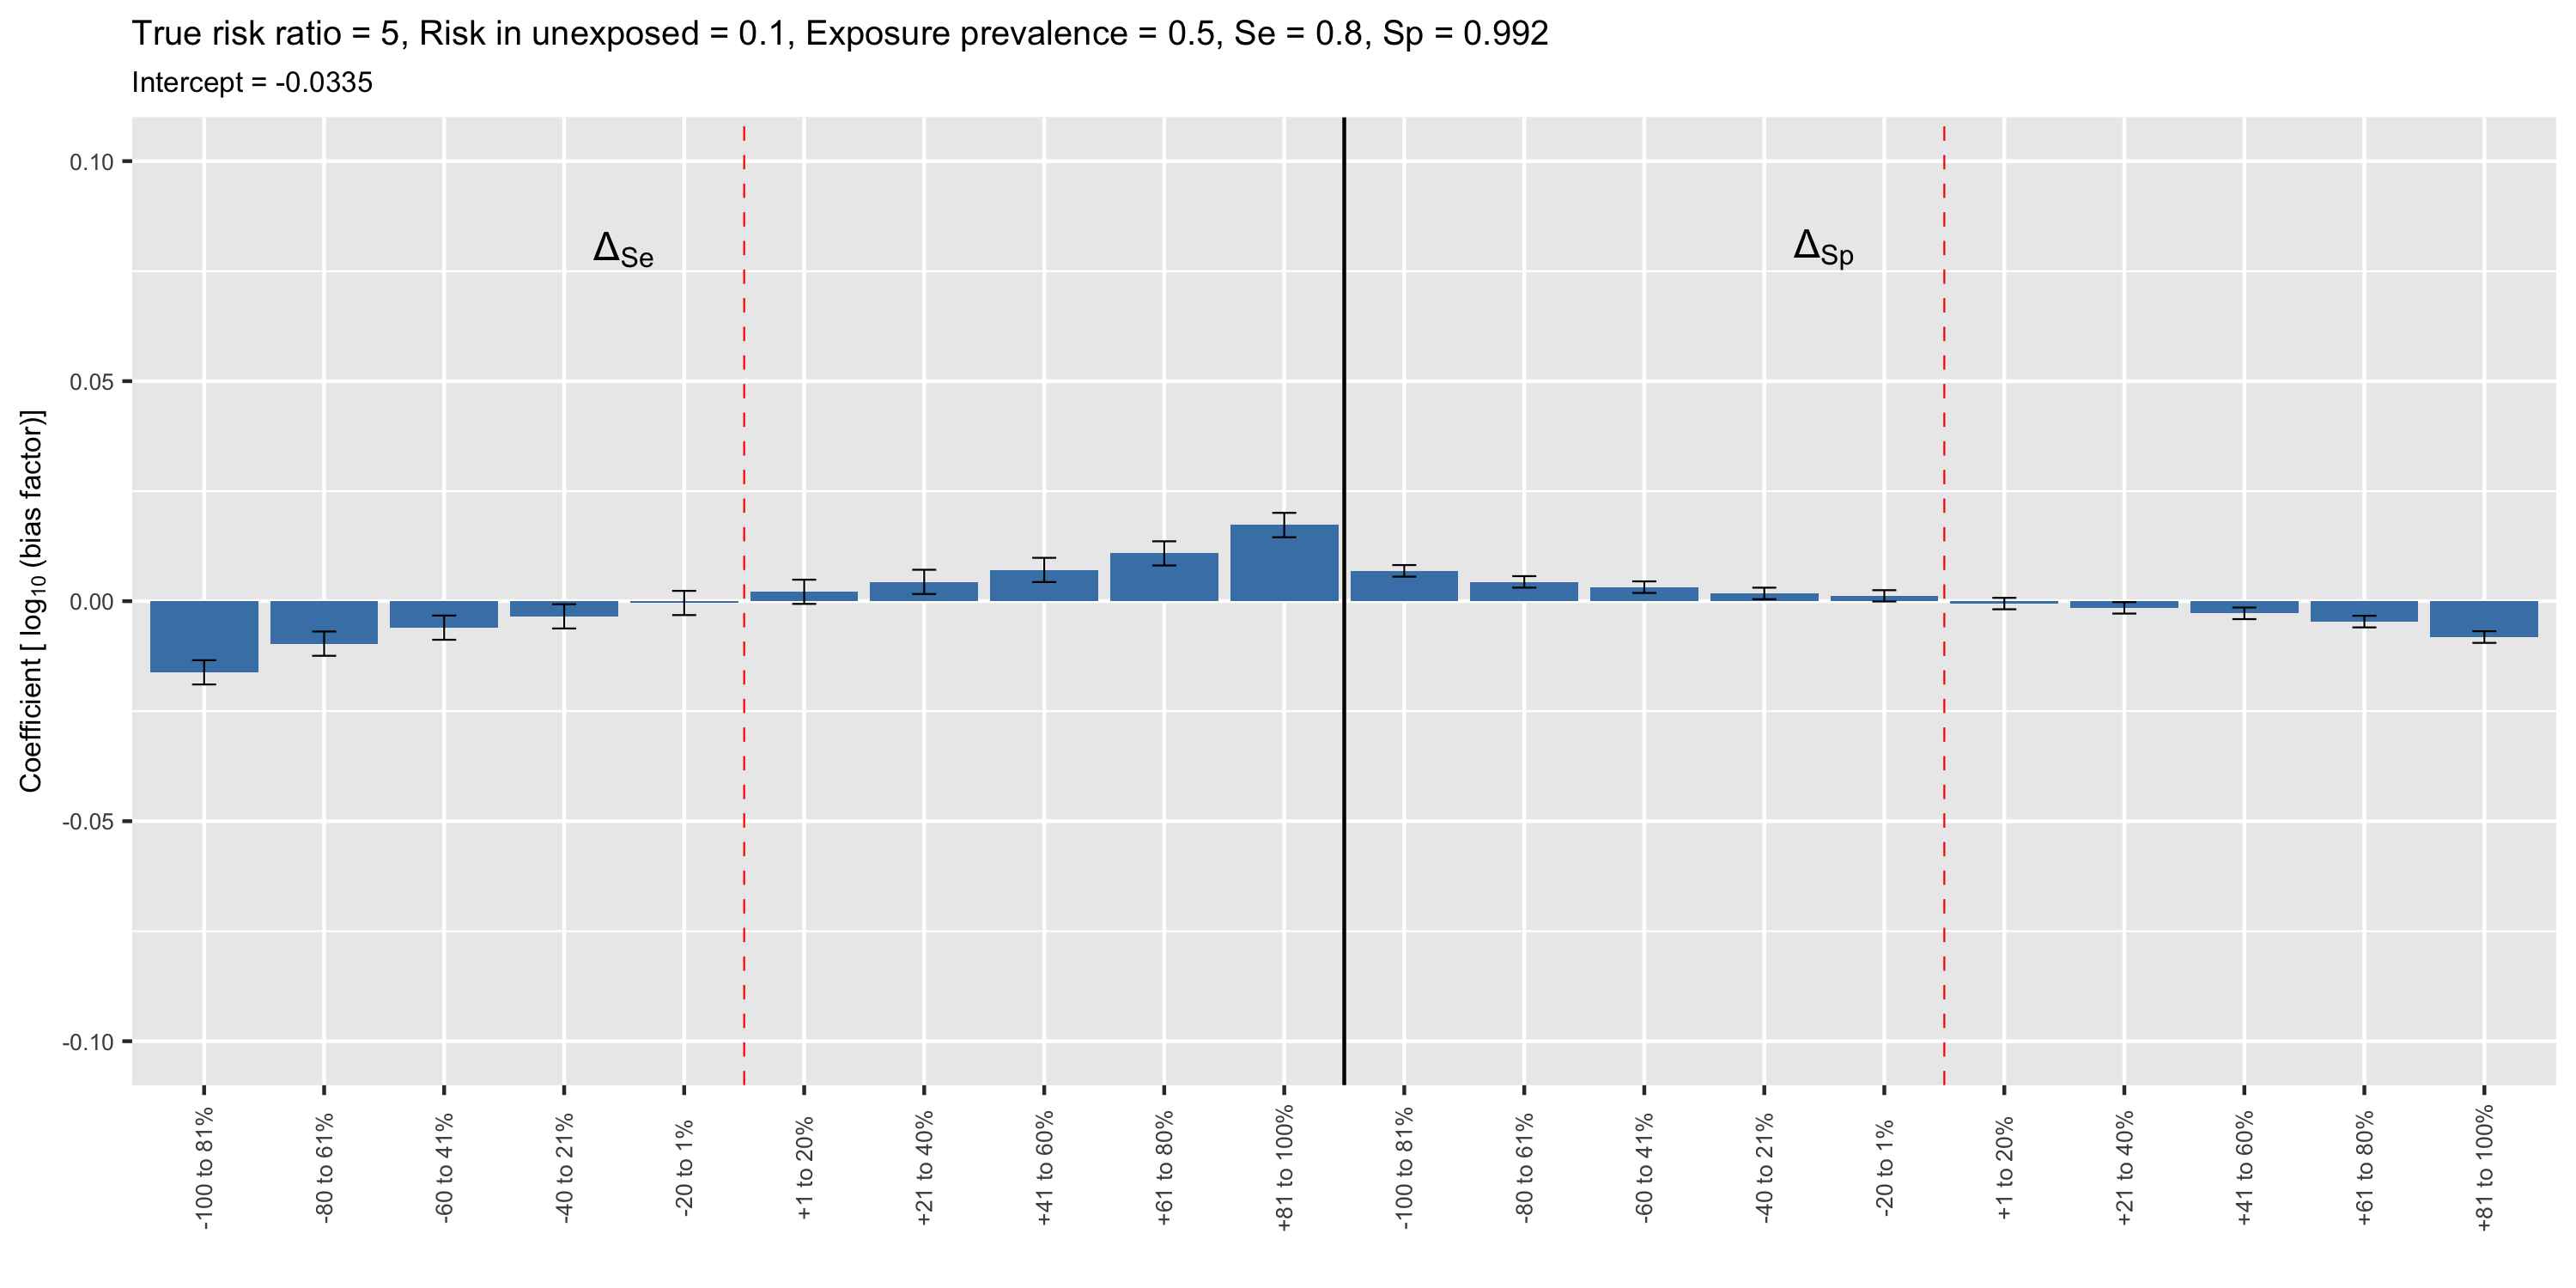 True risk ratio = 5, Risk in unexposed = 0.1, Exposure prevalence = 0.5, Se = 0.8, Sp = 0.992
Intercept = -0.0335
Coefficient [ log₁₀ (bias factor)]
0.10
0.05
0.00
-0.05
-0.10
Δ_Se
Δ_Sp
-100 to 81%
-80 to 61%
-60 to 41%
-40 to 21%
-20 to 1%
+1 to 20%
+21 to 40%
+41 to 60%
+61 to 80%
+81 to 100%
-100 to 81%
-80 to 61%
-60 to 41%
-40 to 21%
-20 to 1%
+1 to 20%
+21 to 40%
+41 to 60%
+61 to 80%
+81 to 100%